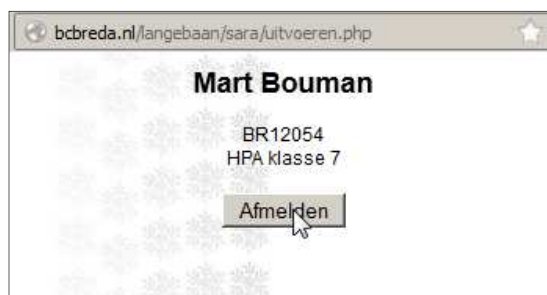 bcbreda.nl/langebaan/sara/uitvoeren.php
Mart Bouman
BR12054
HPA klasse 7
Afmelden